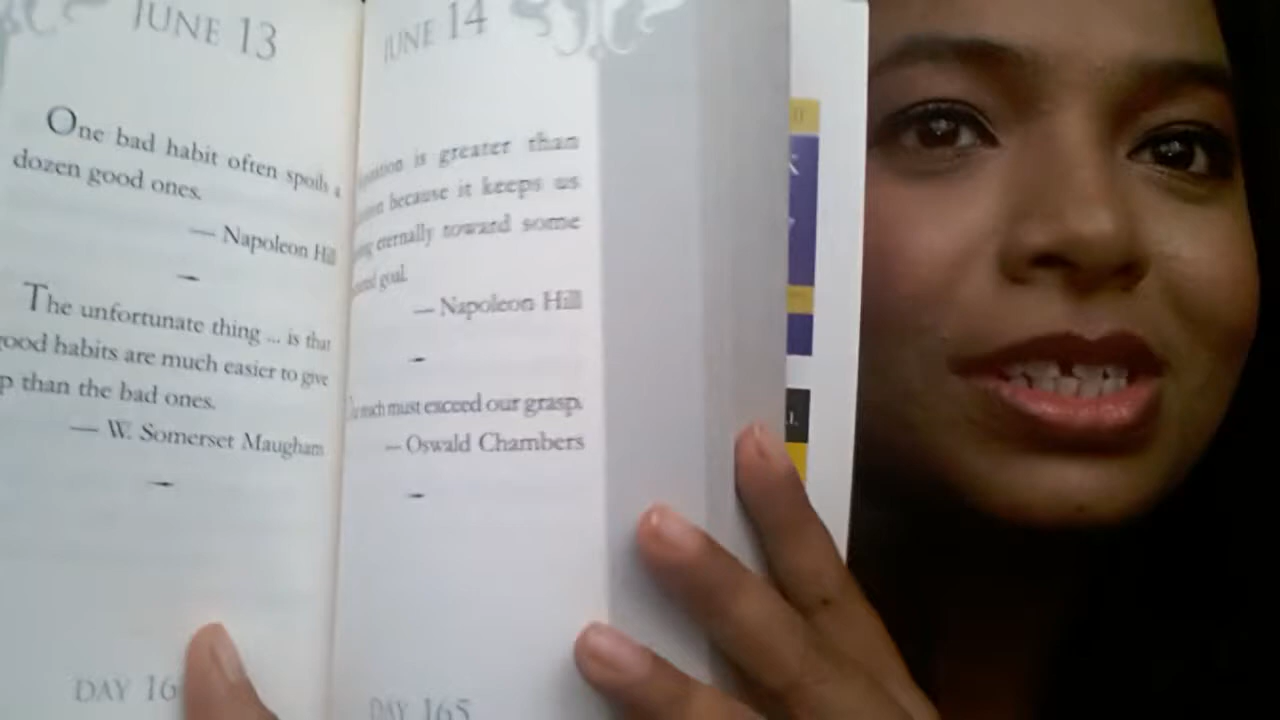 JUNE 13
One bad habit often spoils a
dozen good ones.
— Napoleon Hill
The unfortunate thing ... is that
good habits are much easier to give
p than the bad ones.
— W. Somerset Maugham
DAY 16
JUNE 14
is greater than
because it keeps us
eternally toward some
goal.
— Napoleon Hill
must exceed our grasp.
— Oswald Chambers
DAY 165